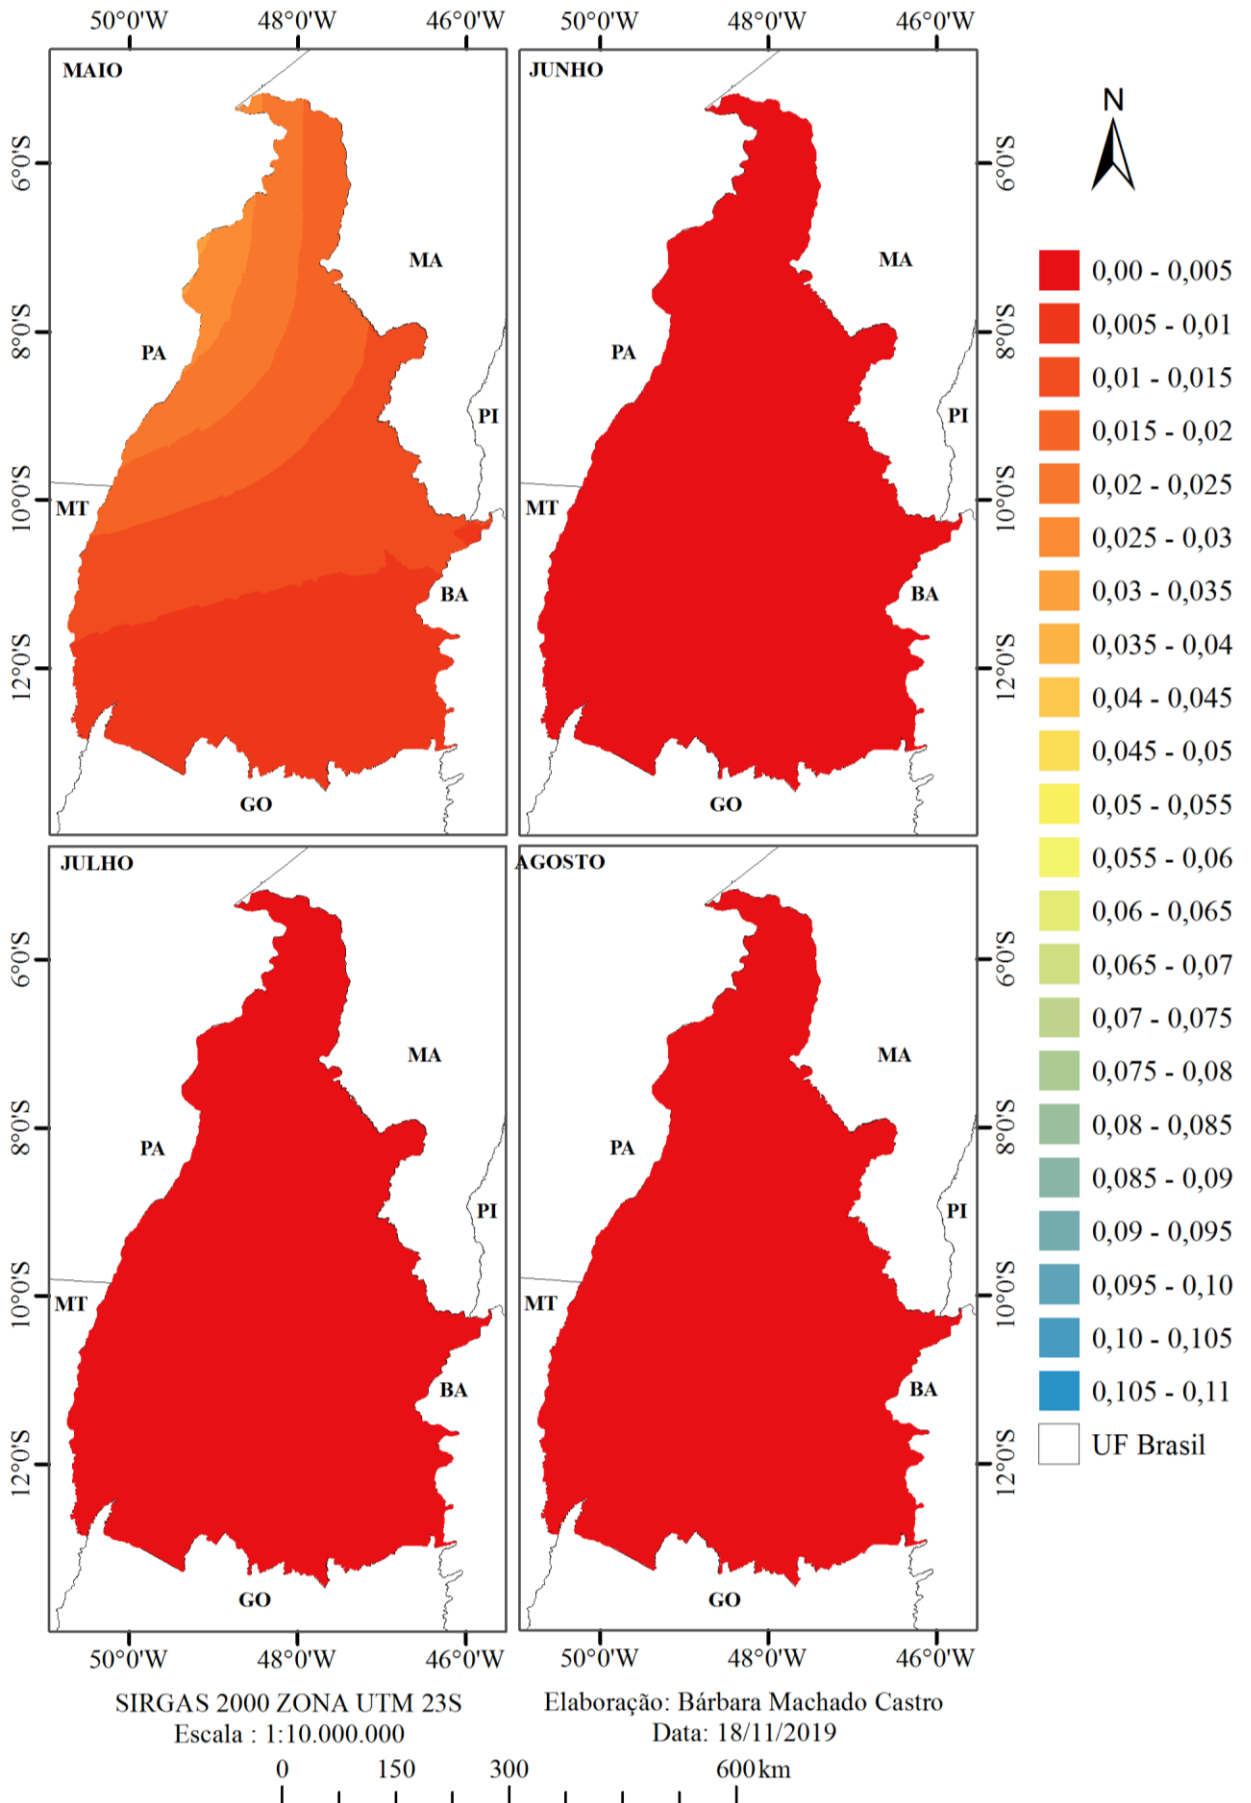 50°0'W 48°0'W 46°0'W 50°0'W 48°0'W 46°0'W
MAIO
6°0'S
8°0'S
10°0'S
12°0'S
MA
PA
PI
MT
BA
GO
JUNHO
6°0'S
8°0'S
10°0'S
12°0'S
MA
PA
PI
MT
BA
GO
JULHO
6°0'S
8°0'S
10°0'S
12°0'S
MA
PA
PI
MT
BA
GO
AGOSTO
6°0'S
8°0'S
10°0'S
12°0'S
MA
PA
PI
MT
BA
GO
50°0'W 48°0'W 46°0'W 50°0'W 48°0'W 46°0'W
N
0,00 - 0,005
0,005 - 0,01
0,01 - 0,015
0,015 - 0,02
0,02 - 0,025
0,025 - 0,03
0,03 - 0,035
0,035 - 0,04
0,04 - 0,045
0,045 - 0,05
0,05 - 0,055
0,055 - 0,06
0,06 - 0,065
0,065 - 0,07
0,07 - 0,075
0,075 - 0,08
0,08 - 0,085
0,085 - 0,09
0,09 - 0,095
0,095 - 0,10
0,10 - 0,105
0,105 - 0,11
UF Brasil
SIRGAS 2000 ZONA UTM 23S
Escala : 1:10.000.000
Elaboração: Bárbara Machado Castro
Data: 18/11/2019
0 150 300 600 km